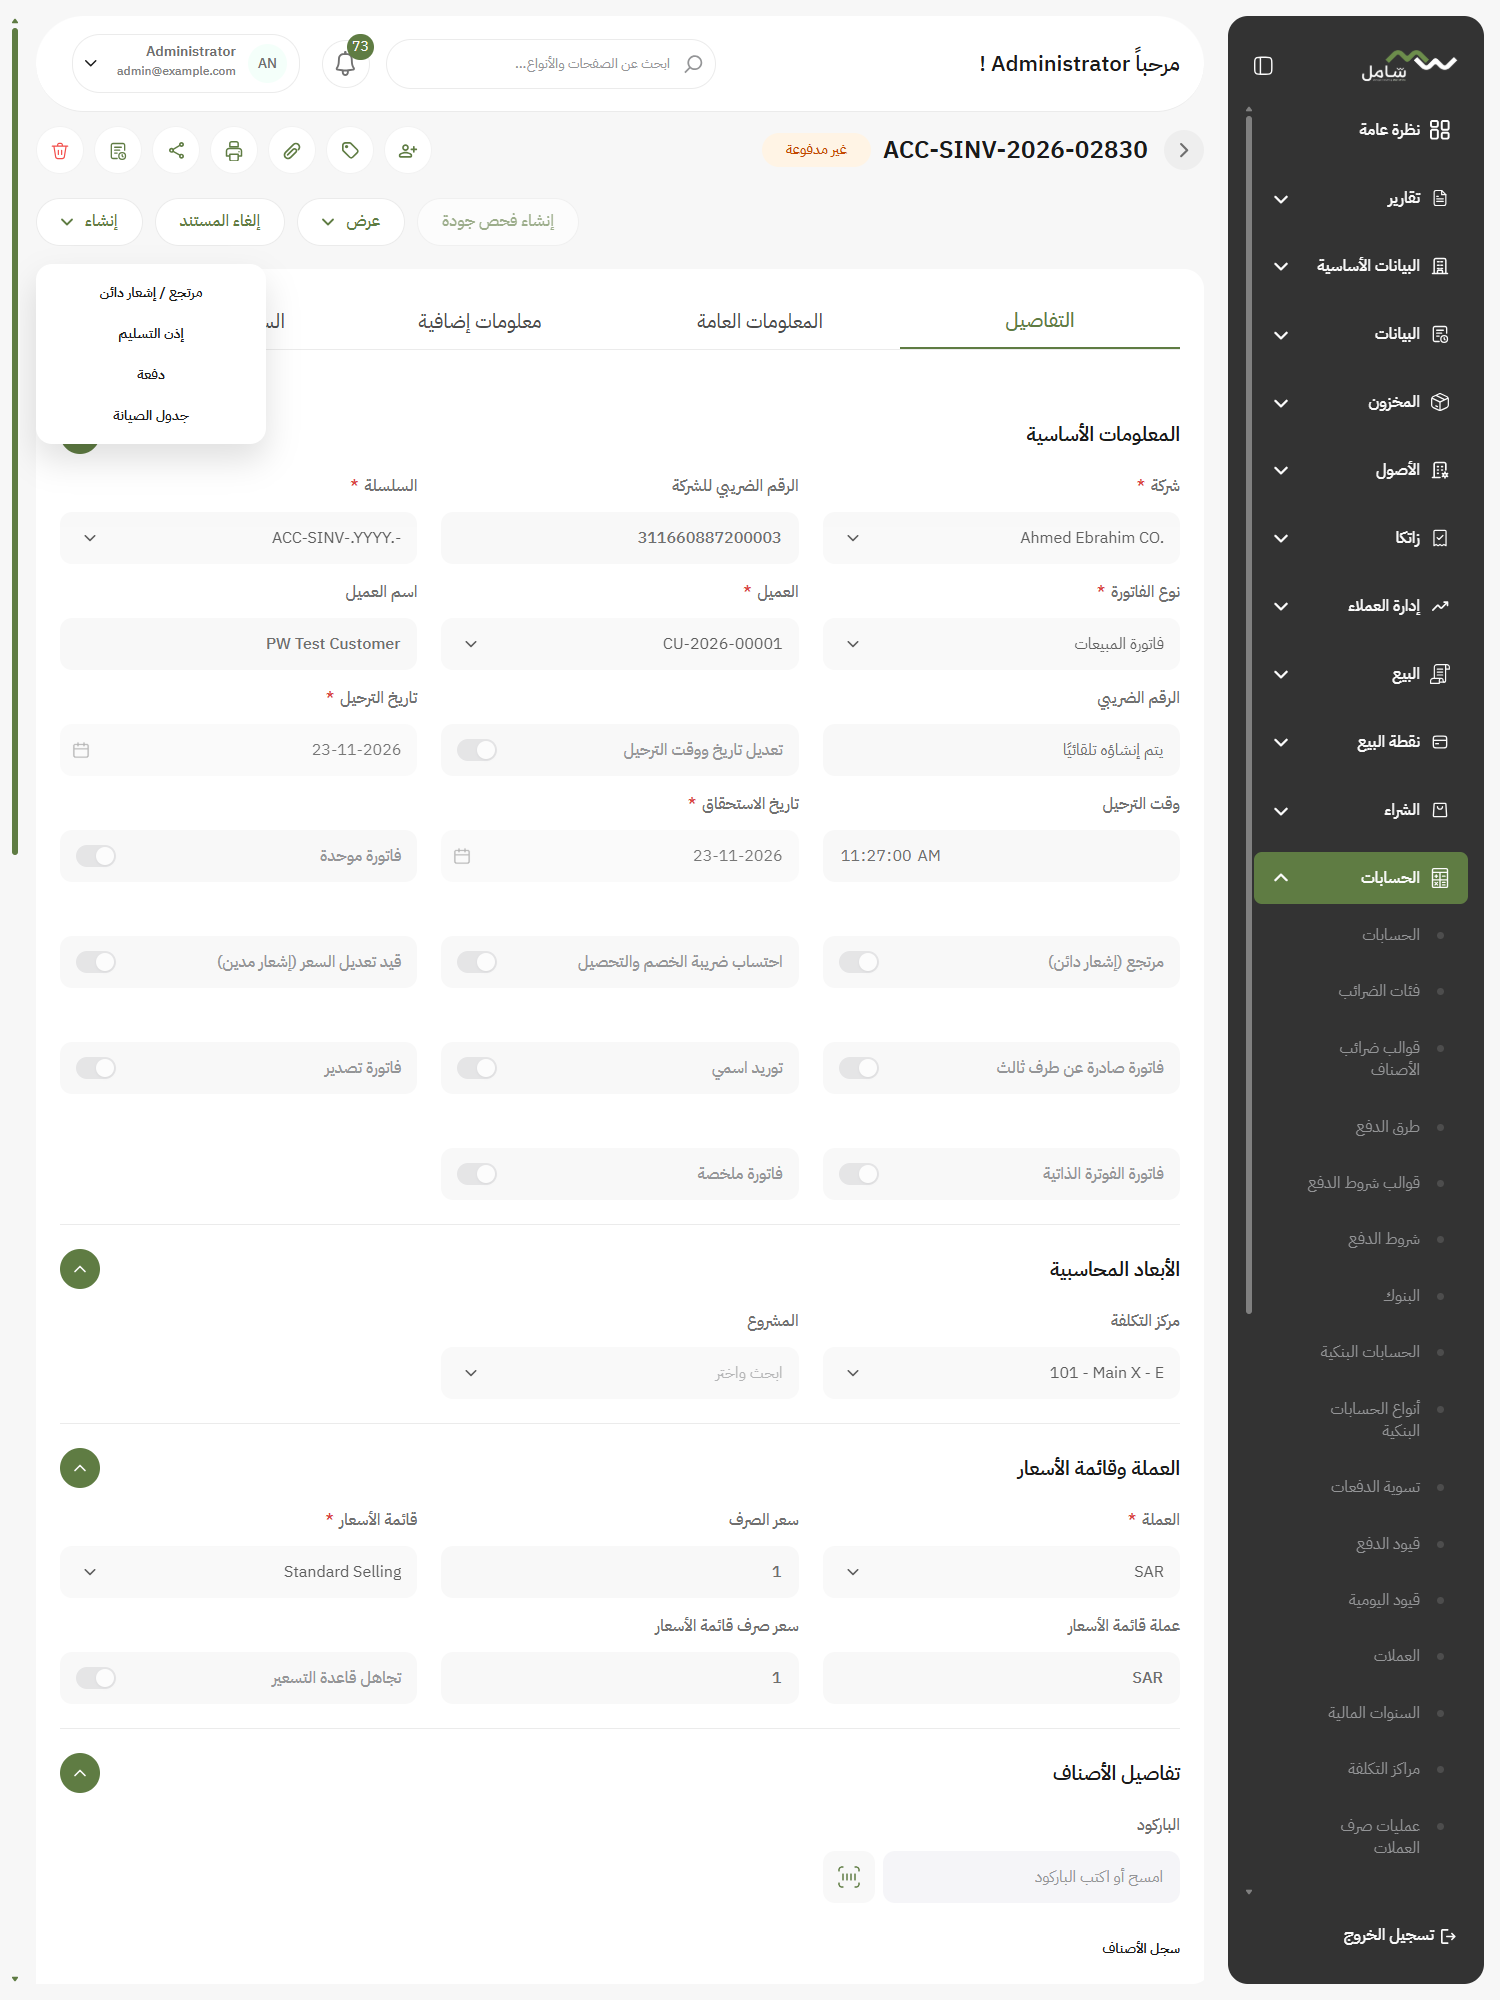 شامل
نظرة عامة
تقارير
البيانات الأساسية
البيانات
المخزون
الأصول
زاتكا
إدارة العملاء
البيع
نقطة البيع
الشراء
الحسابات
الحسابات
فئات الضرائب
قوالب ضرائب
الأصناف
طرق الدفع
قوالب شروط الدفع
شروط الدفع
البنوك
الحسابات البنكية
أنواع الحسابات
البنكية
تسوية الدفعات
قيود الدفع
قيود اليومية
العملات
السنوات المالية
مراكز التكلفة
عمليات صرف
العملات
تسجيل الخروج
مرحباً Administrator !
ابحث عن الصفحات والأنواع...
73
AN
Administrator
admin@example.com
ACC-SINV-2026-02830
غير مدفوعة
إنشاء فحص جودة
عرض
إلغاء المستند
إنشاء
مرتجع / إشعار دائن
إذن التسليم
دفعة
جدول الصيانة
التفاصيل
المعلومات العامة
معلومات إضافية
المعلومات الأساسية
شركة *
الرقم الضريبي للشركة
السلسلة *
Ahmed Ebrahim CO.
311660887200003
ACC-SINV-.YYYY.-
نوع الفاتورة *
العميل *
اسم العميل
فاتورة المبيعات
CU-2026-00001
PW Test Customer
الرقم الضريبي
تاريخ الترحيل *
يتم إنشاؤه تلقائيًا
تعديل تاريخ ووقت الترحيل
23-11-2026
وقت الترحيل
تاريخ الاستحقاق *
11:27:00 AM
23-11-2026
فاتورة موحدة
مرتجع (إشعار دائن)
احتساب ضريبة الخصم والتحصيل
قيد تعديل السعر (إشعار مدين)
فاتورة صادرة عن طرف ثالث
توريد اسمي
فاتورة تصدير
فاتورة الفوترة الذاتية
فاتورة ملخصة
الأبعاد المحاسبية
مركز التكلفة
المشروع
101 - Main X - E
ابحث واختر
العملة وقائمة الأسعار
العملة *
سعر الصرف
قائمة الأسعار *
SAR
1
Standard Selling
عملة قائمة الأسعار
سعر صرف قائمة الأسعار
SAR
1
تجاهل قاعدة التسعير
تفاصيل الأصناف
الباركود
امسح أو اكتب الباركود
سجل الأصناف